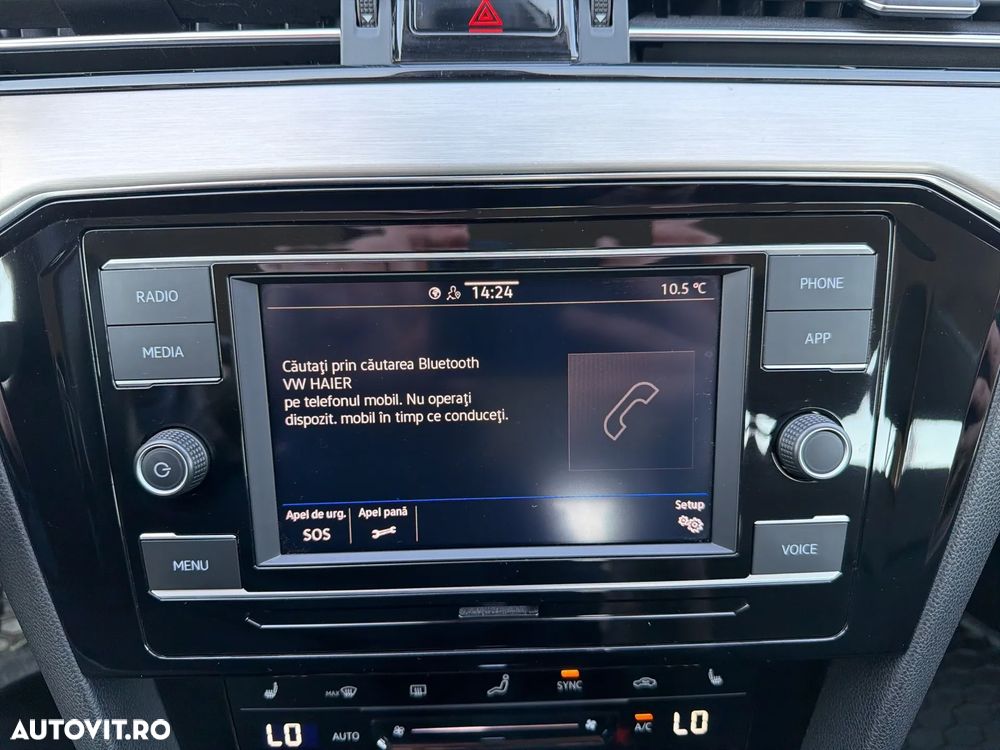 RADIO
MEDIA
PHONE
APP
14:24
10.5 °C
Căutaţi prin căutarea Bluetooth
VW HAIER
pe telefonul mobil. Nu operaţi
dispozit. mobil în timp ce conduceţi.
Apel de urg.
SOS
Apel pană
Setup
MENU
VOICE
MAX
SYNC
LO
AUTO
A/C
LO
AUTOVIT.RO